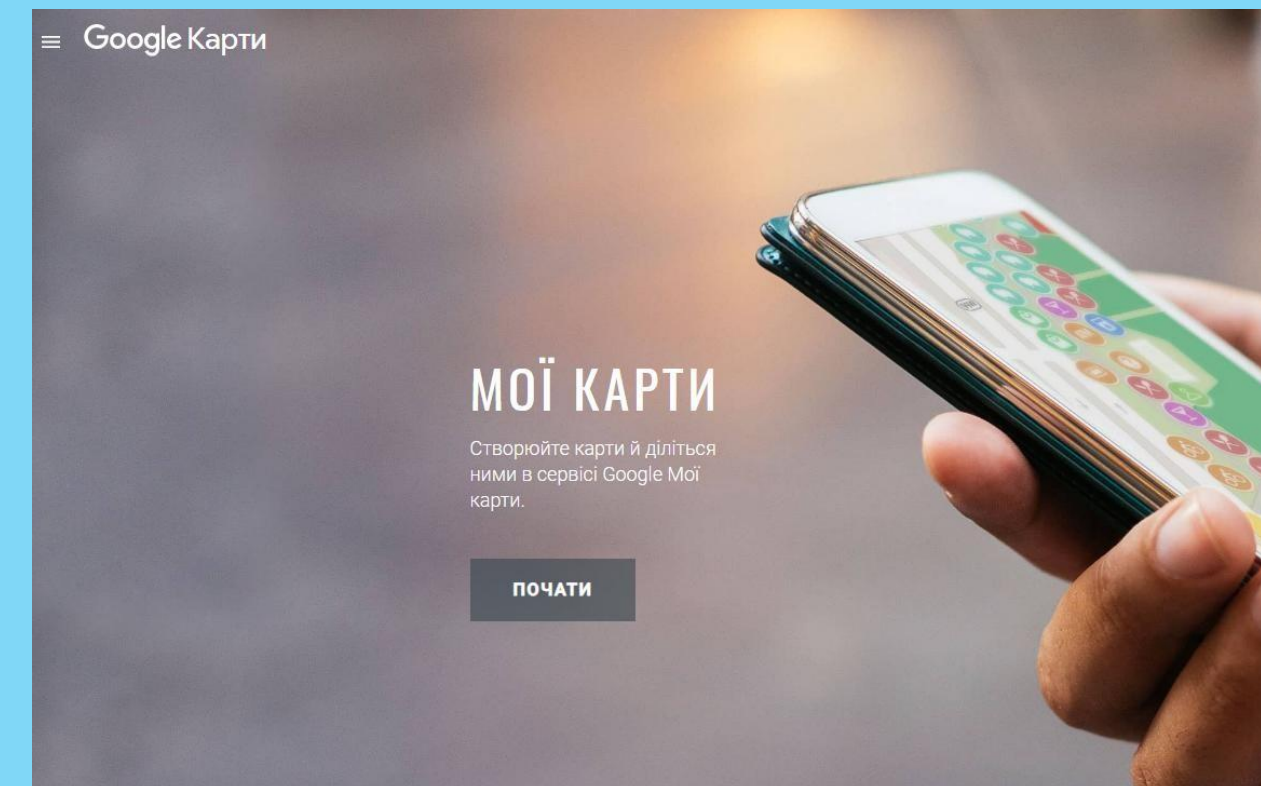 Google Карти
МОЇ КАРТИ
Створюйте карти й діліться
ними в сервісі Google Мої
карти.
ПОЧАТИ